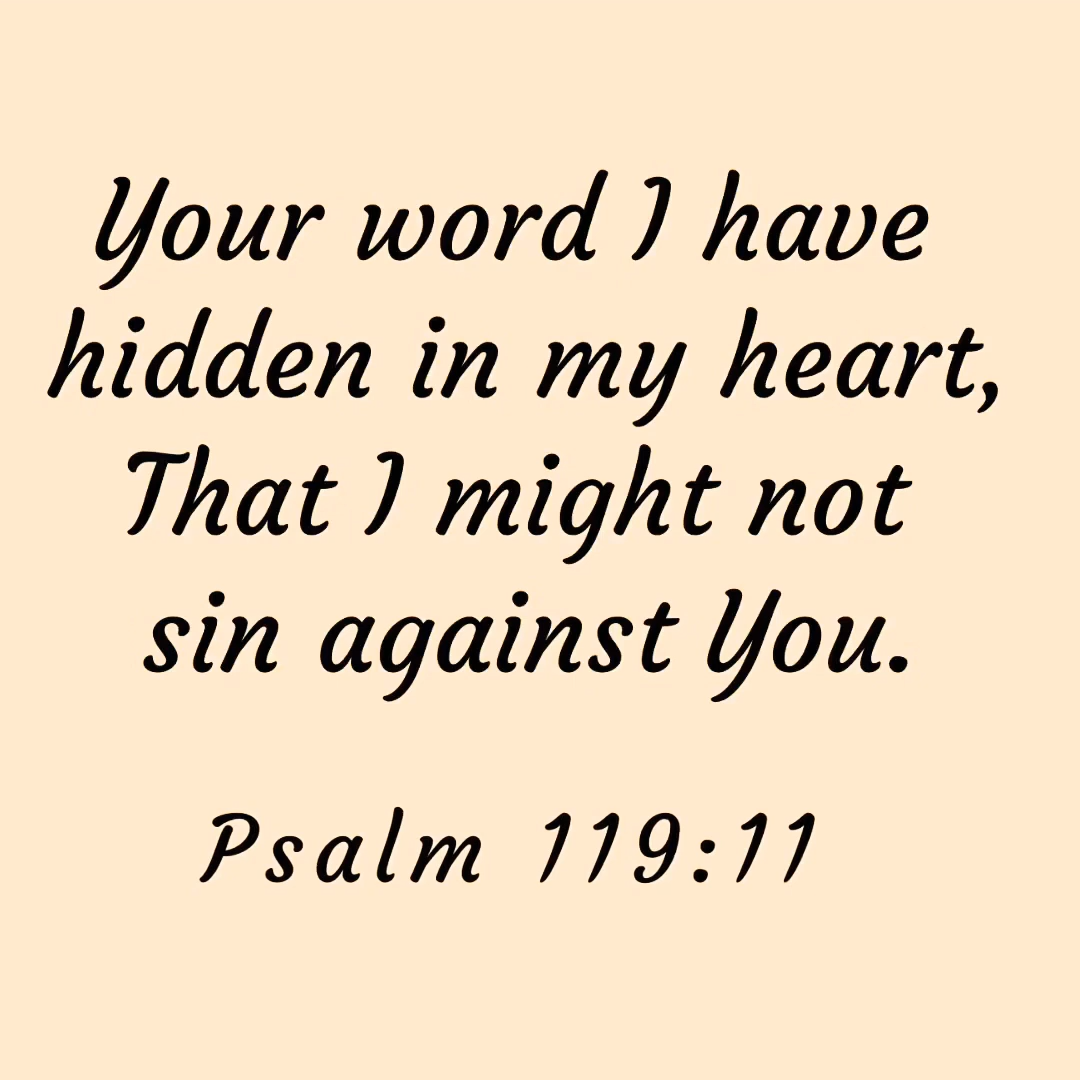 Your word I have
hidden in my heart,
That I might not
sin against You.
Psalm 119:11